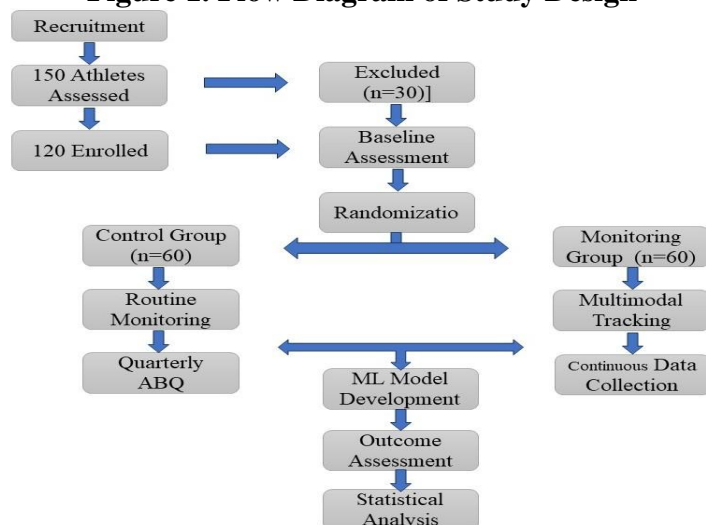 Figure 1. Flow Diagram of Study Design
Recruitment
150 Athletes
Assessed
Excluded
(n=30)]
120 Enrolled
Baseline
Assessment
Randomizatio
Control Group
(n=60)
Monitoring
Group (n=60)
Routine
Monitoring
Multimodal
Tracking
Quarterly
ABQ
Continuous Data
Collection
ML Model
Development
Outcome
Assessment
Statistical
Analysis